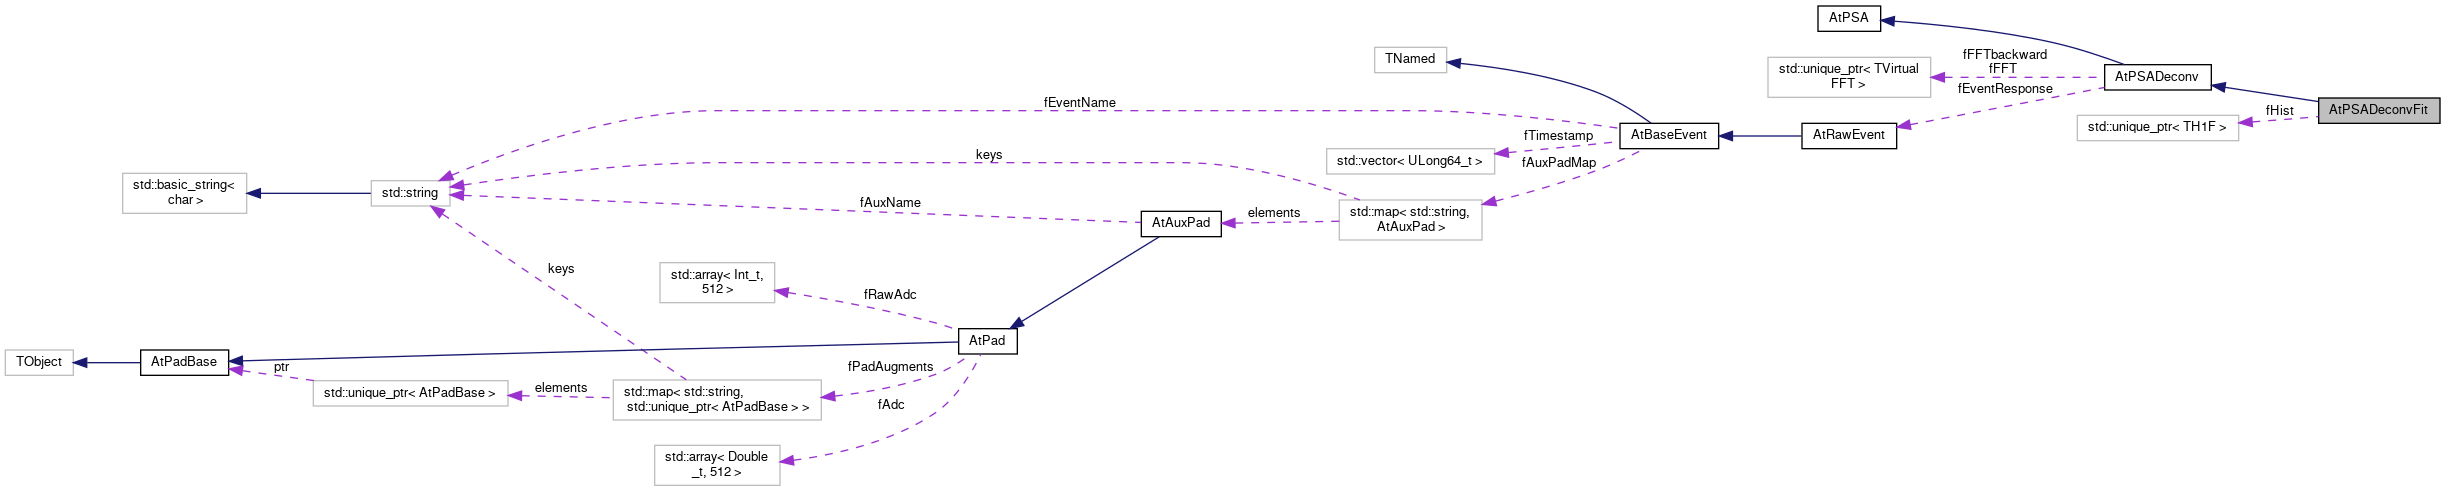 AtPSA
TNamed
std::unique_ptr< TVirtual
FFT >
fFFTbackward
fFFT
AtPSADeconv
fEventResponse
AtPSADeconvFit
fHist
std::unique_ptr< TH1F >
fEventName
AtBaseEvent
AtRawEvent
fTimestamp
std::vector< ULong64_t >
fAuxPadMap
keys
std::basic_string<
char >
std::string
fAuxName
AtAuxPad
elements
std::map< std::string,
AtAuxPad >
keys
std::array< Int_t,
512 >
fRawAdc
AtPad
TObject
AtPadBase
ptr
std::unique_ptr< AtPadBase >
elements
std::map< std::string,
std::unique_ptr< AtPadBase > >
fPadAugments
fAdc
std::array< Double
_t, 512 >